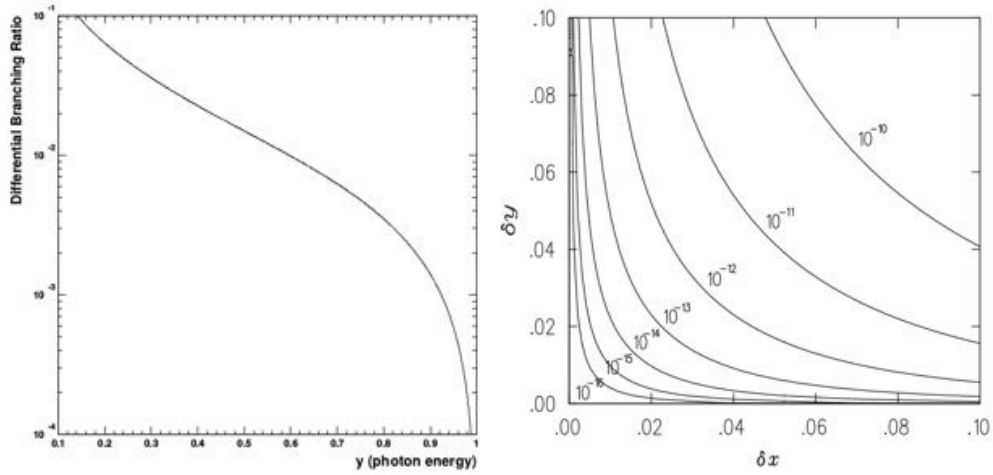 Differential Branching Ratio
10⁻¹
10⁻²
10⁻³
10⁻⁴
0.1 0.2 0.3 0.4 0.5 0.6 0.7 0.8 0.9 1
y (photon energy)
δy
.10
.08
.06
.04
.02
.00
10⁻¹⁰
10⁻¹¹
10⁻¹²
10⁻¹³
10⁻¹⁴
10⁻¹⁵
10⁻¹⁶
.00 .02 .04 .06 .08 .10
δx